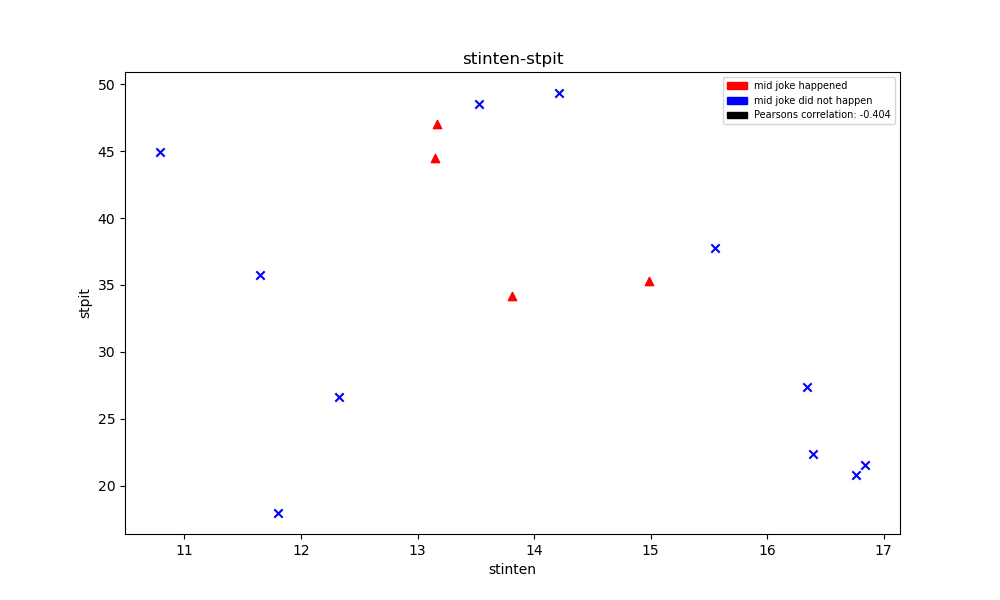 stinten-stpit
mid joke happened
mid joke did not happen
Pearsons correlation: -0.404
50
45
40
35
30
25
20
stpit
11 12 13 14 15 16 17
stinten